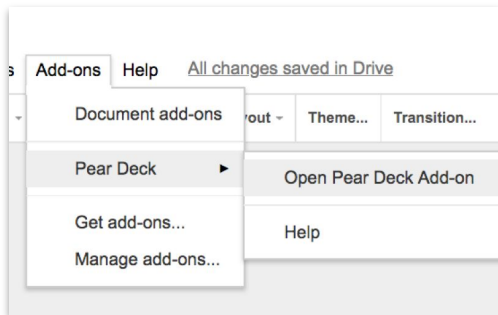 s Add-ons Help All changes saved in Drive
Document add-ons
Theme... Transition...
Pear Deck
Open Pear Deck Add-on
Get add-ons...
Help
Manage add-ons...